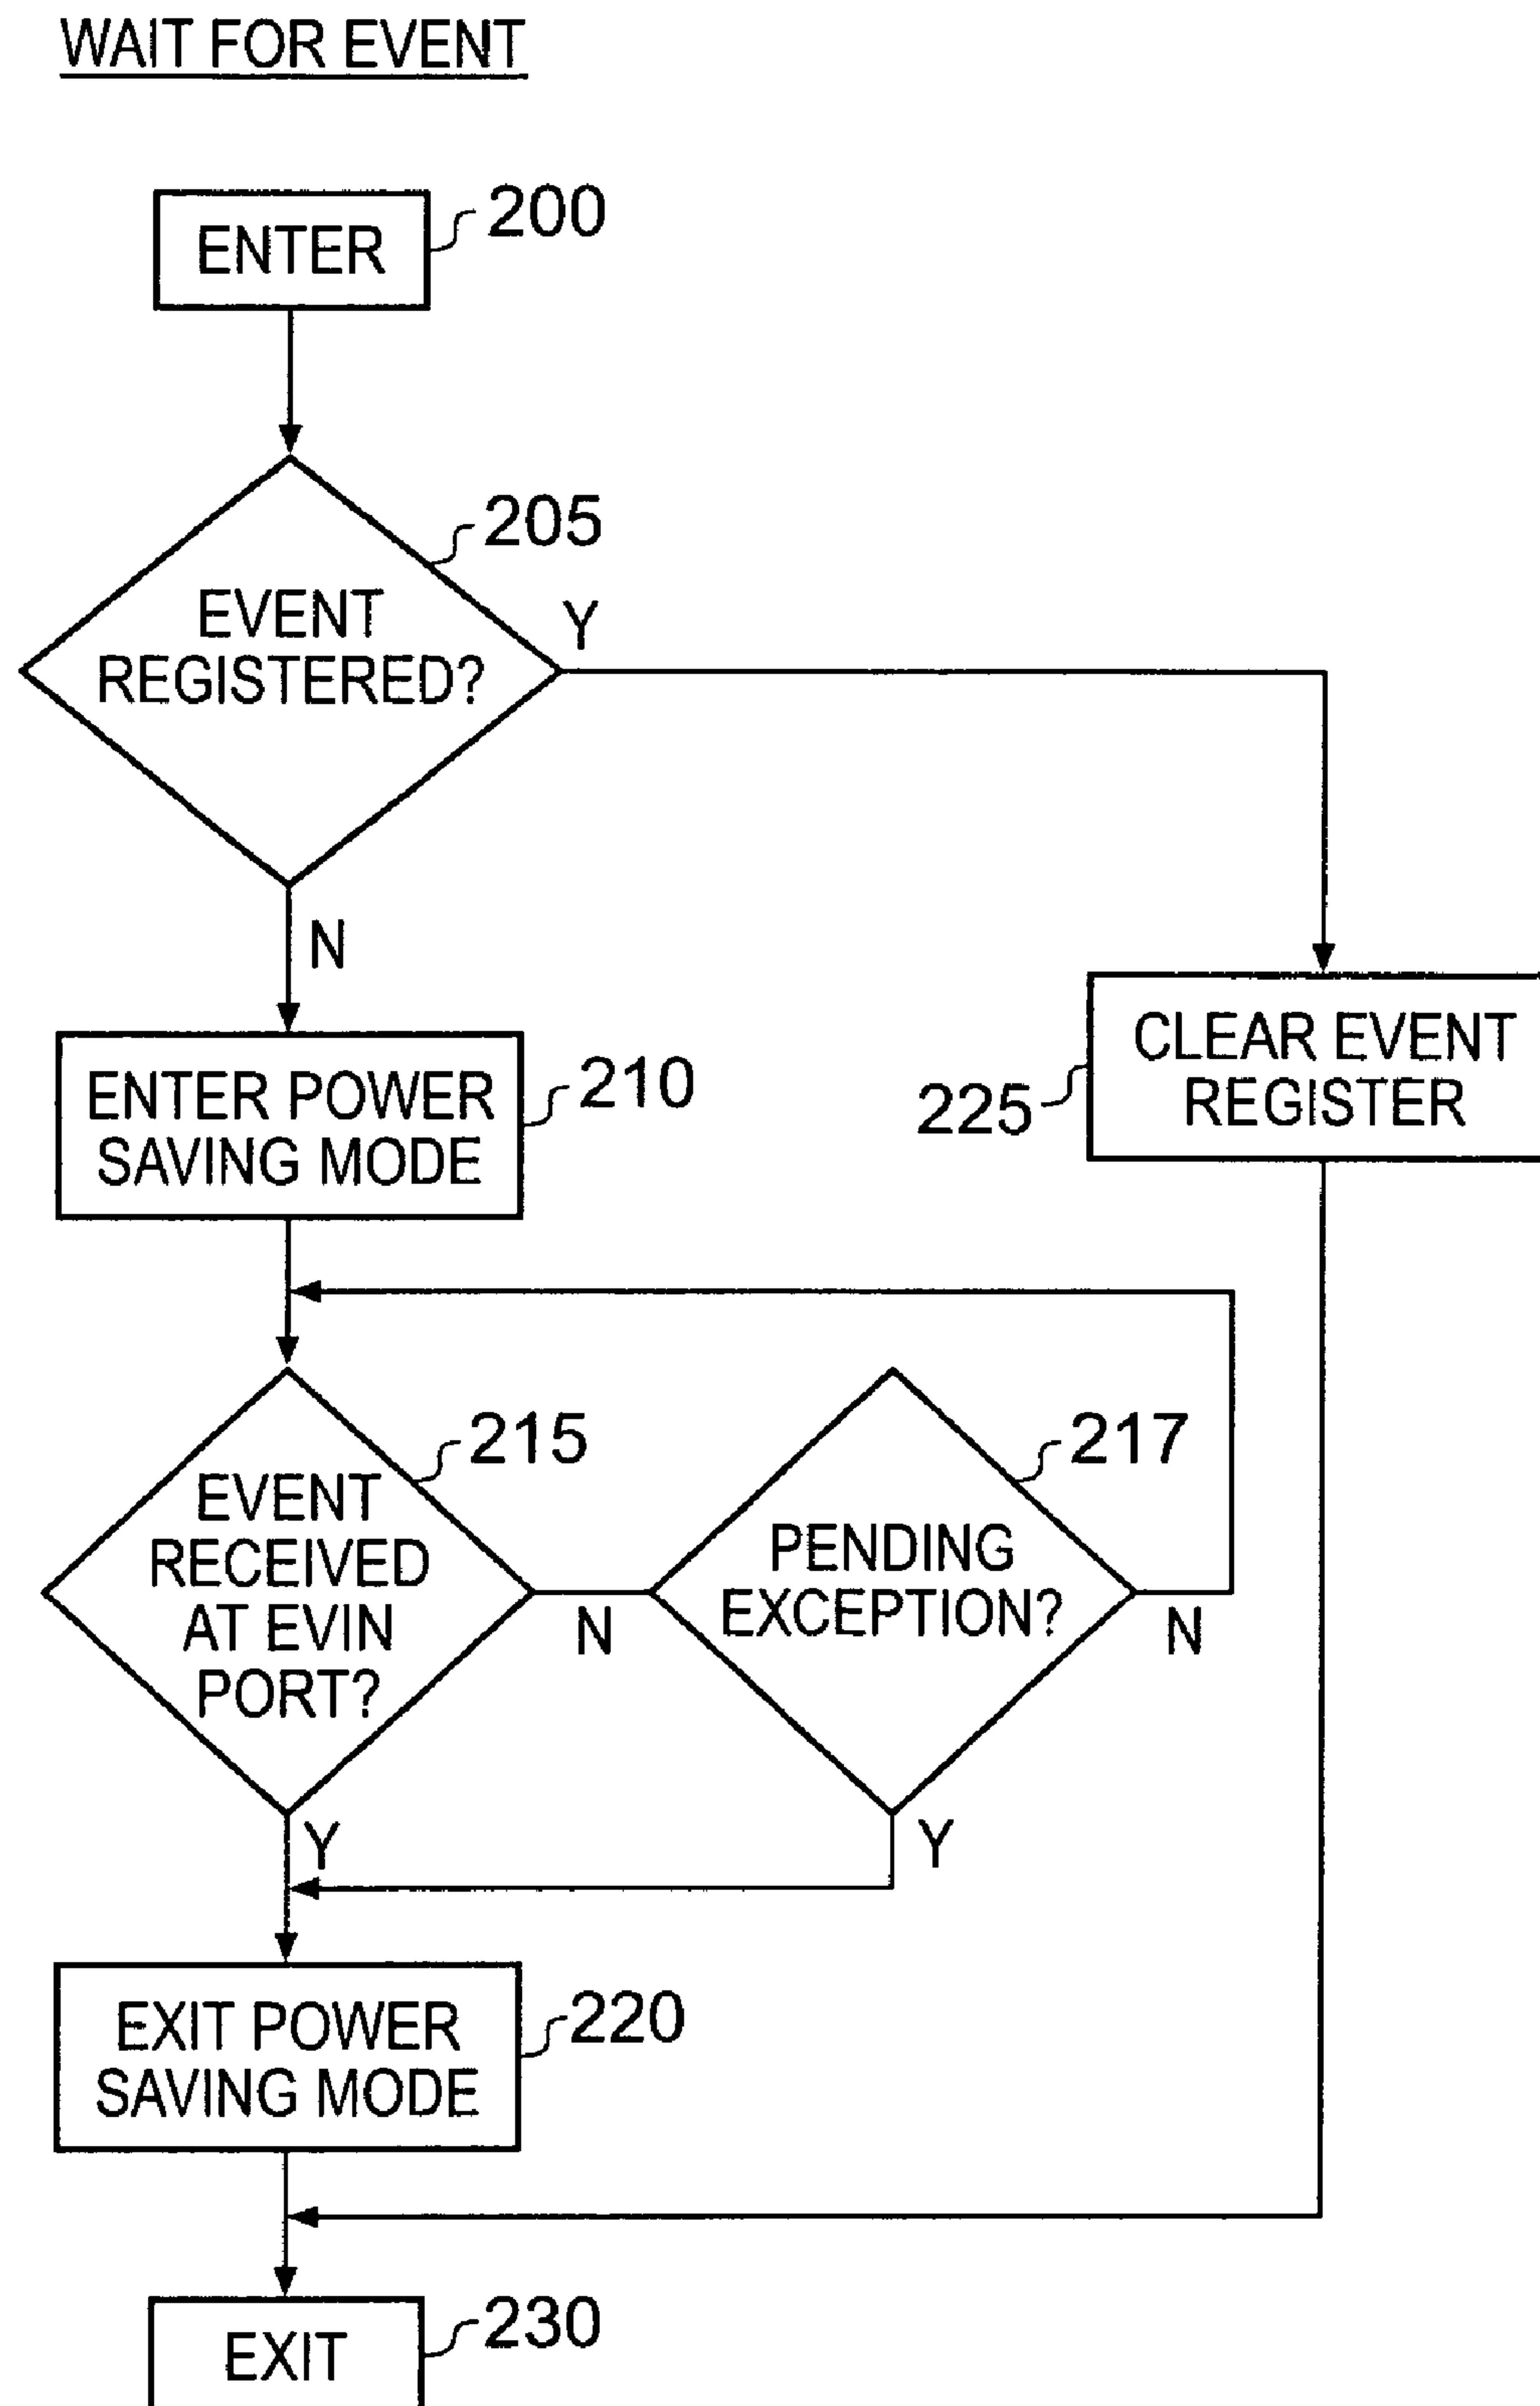 WAIT FOR EVENT
ENTER
200
205
EVENT
REGISTERED?
Y
N
ENTER POWER
SAVING MODE
210
CLEAR EVENT
REGISTER
225
215
EVENT
RECEIVED
AT EVIN
PORT?
N
217
PENDING
EXCEPTION?
N
Y
Y
EXIT POWER
SAVING MODE
220
EXIT
230